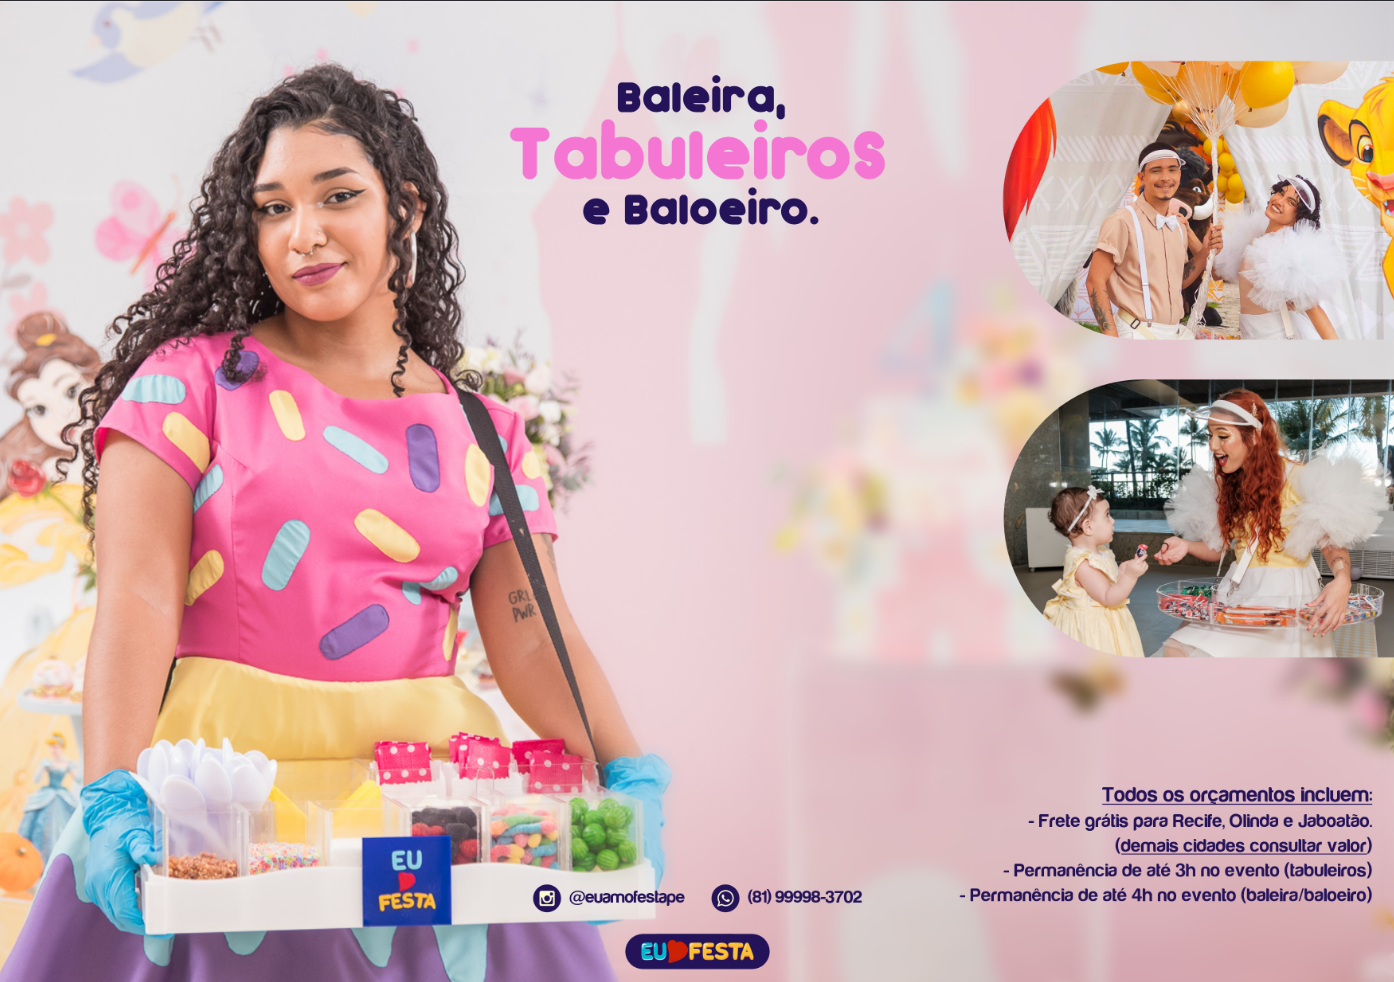 Baleira,
Tabuleiros
e Baloeiro.
GRL
PWR
Todos os orçamentos incluem:
- Frete grátis para Recife, Olinda e Jaboatão.
(demais cidades consultar valor)
- Permanência de até 3h no evento (tabuleiros)
- Permanência de até 4h no evento (baleira/baloeiro)
EU
FESTA
@euamofestape
(81) 99998-3702
EU FESTA